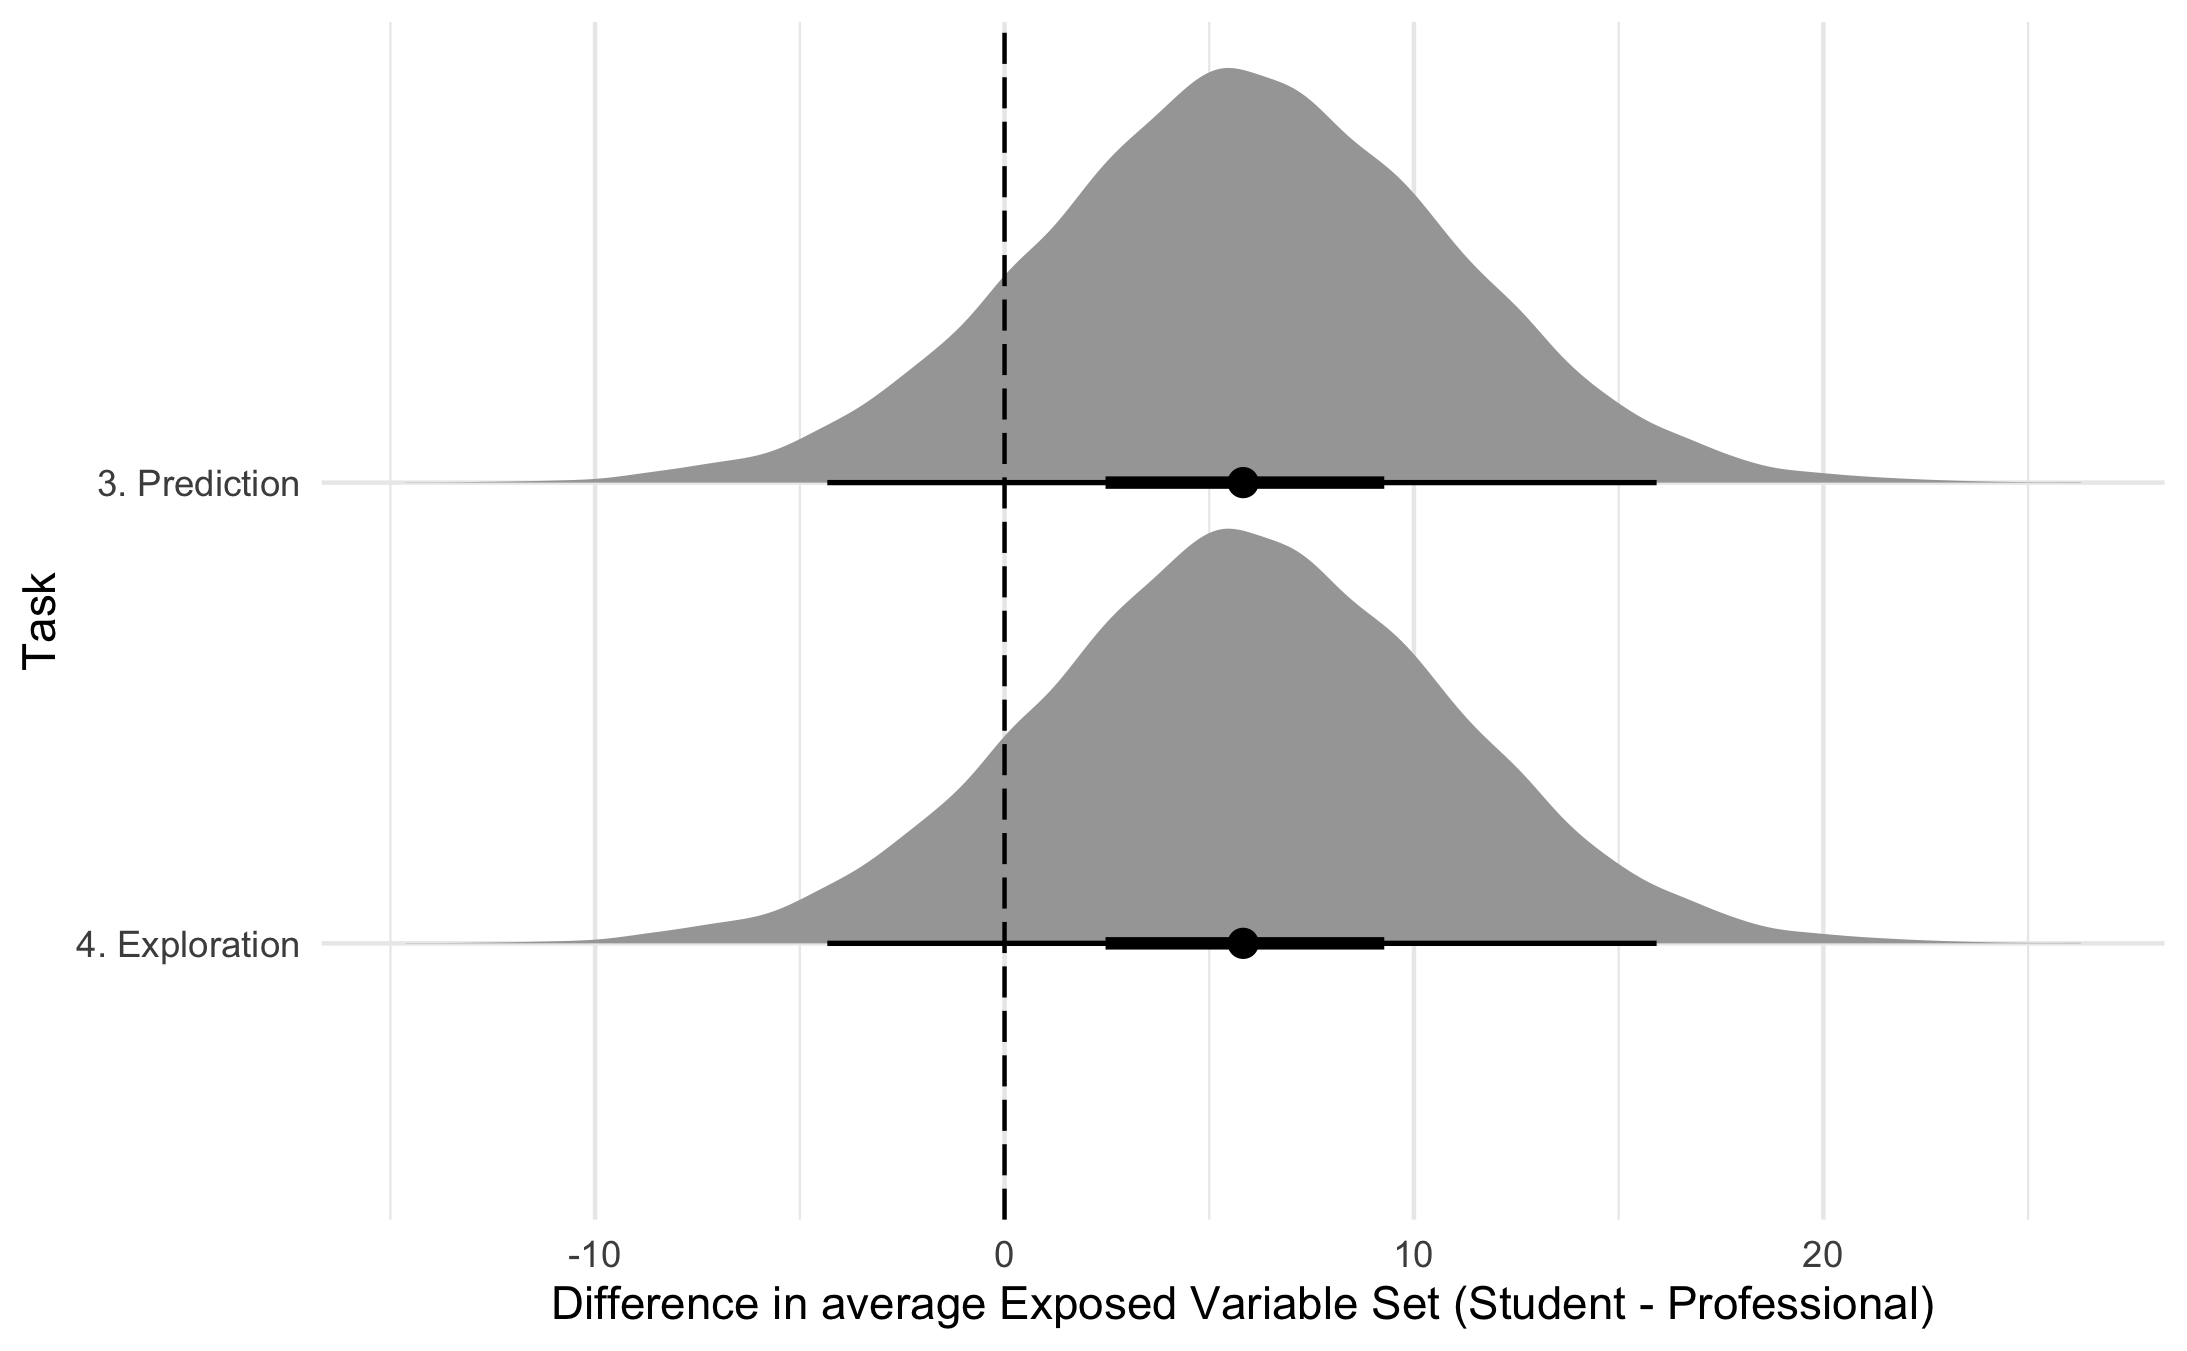 3. Prediction
4. Exploration
Task
-10 0 10 20
Difference in average Exposed Variable Set (Student - Professional)